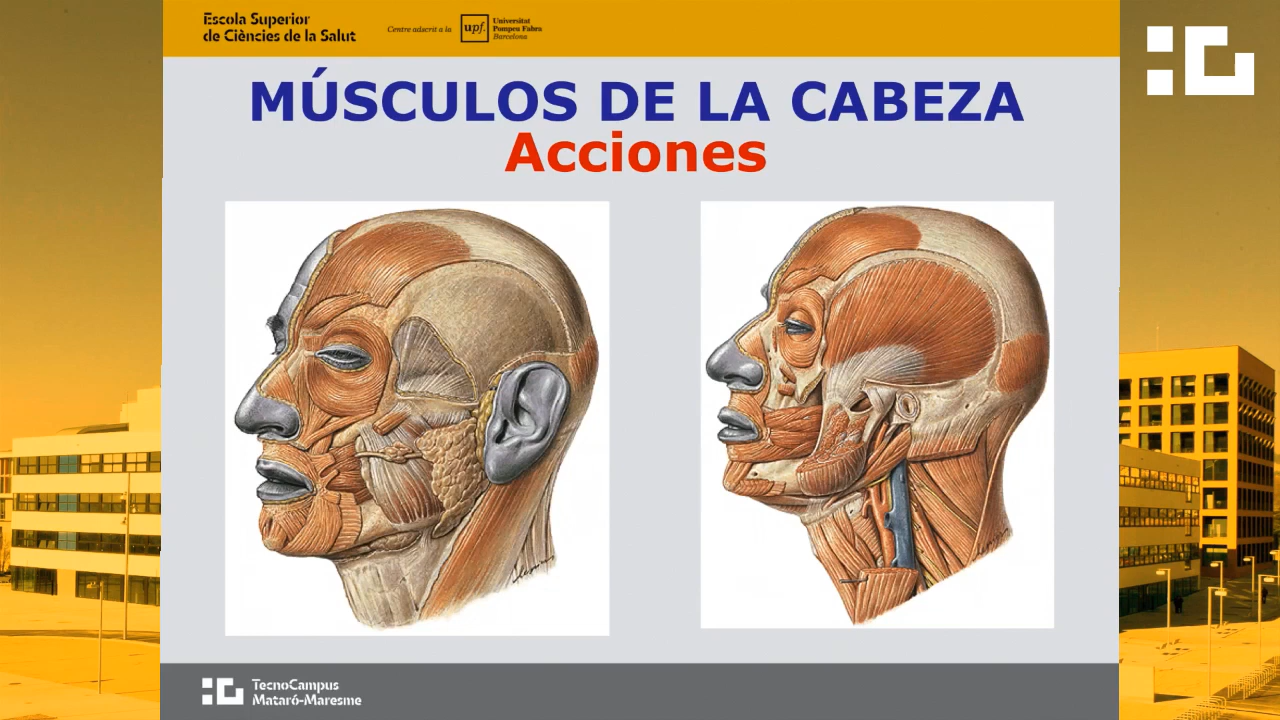 Escola Superior
de Ciències de la Salut
Centre adscrit a la
upf.
Universitat
Pompeu Fabra
Barcelona
MÚSCULOS DE LA CABEZA
Acciones
TecnoCampus
Mataró-Maresme